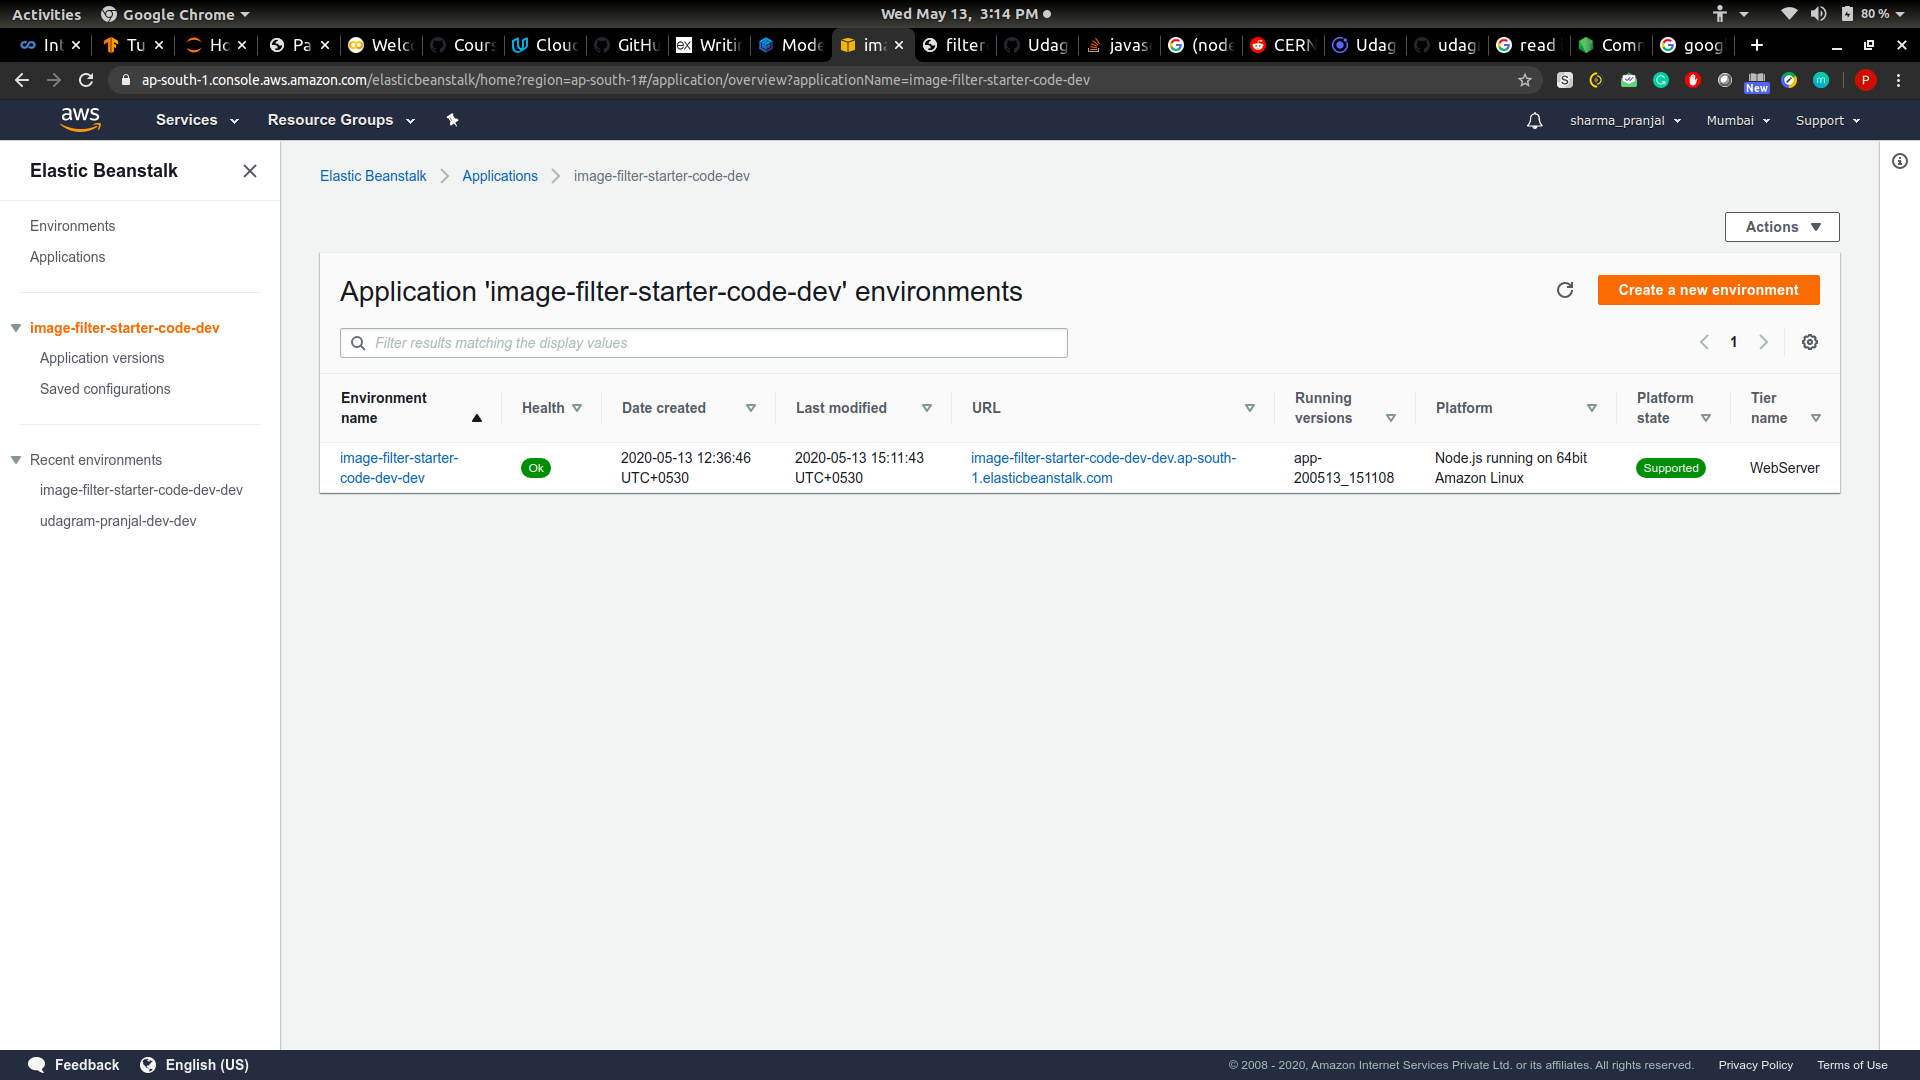 Activities Google Chrome Wed May 13, 3:14 PM 80 %
Int Tu Ho Pa Welc Cours Clouc GitHu Writin Mode ima filter Udag javas (node CERN Udag udag read Comm goog
ap-south-1.console.aws.amazon.com/elasticbeanstalk/home?region=ap-south-1#/application/overview?applicationName=image-filter-starter-code-dev
New
aws Services Resource Groups sharma_pranjal Mumbai Support
Elastic Beanstalk
Environments
Applications
image-filter-starter-code-dev
Application versions
Saved configurations
Recent environments
image-filter-starter-code-dev-dev
udagram-pranjal-dev-dev
Elastic Beanstalk Applications image-filter-starter-code-dev
Actions
Application 'image-filter-starter-code-dev' environments
Create a new environment
Filter results matching the display values
1
Environment name Health Date created Last modified URL Running versions Platform Platform state Tier name
image-filter-starter-code-dev-dev Ok 2020-05-13 12:36:46 UTC+0530 2020-05-13 15:11:43 UTC+0530 image-filter-starter-code-dev-dev.ap-south-1.elasticbeanstalk.com app-200513_151108 Node.js running on 64bit Amazon Linux Supported WebServer
Feedback English (US) © 2008 - 2020, Amazon Internet Services Private Ltd. or its affiliates. All rights reserved. Privacy Policy Terms of Use